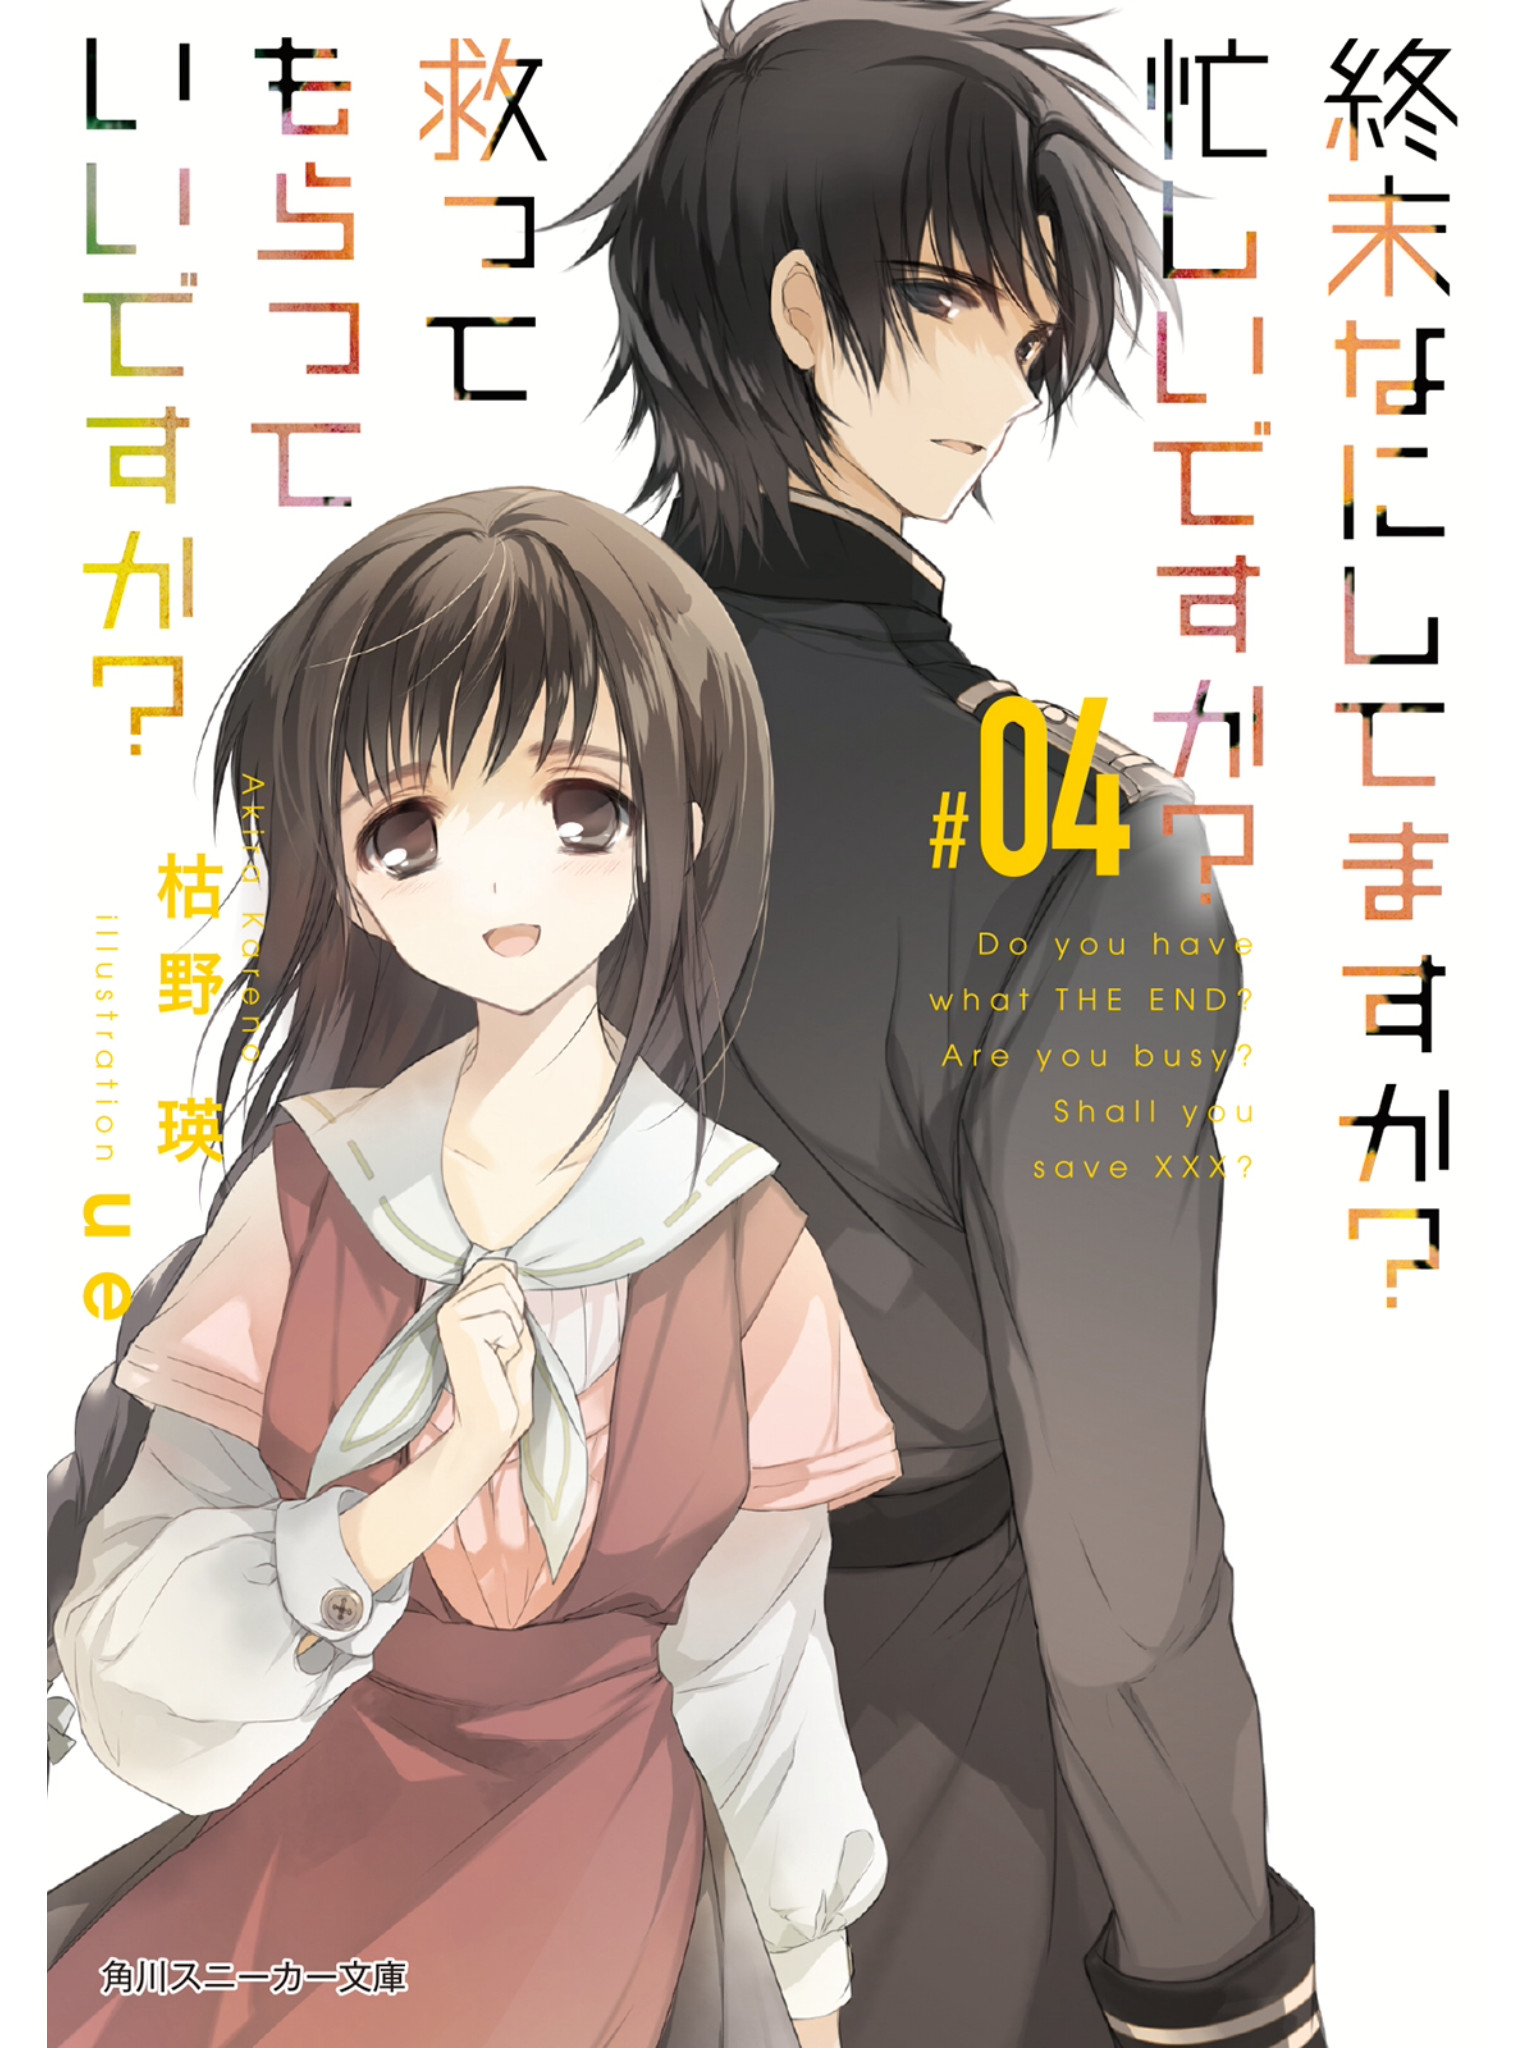 終末なにしてますか?
忙しいですか?
救って
もらって
いいですか?
#04
Do you have
what THE END?
Are you busy?
Shall you
save XXX?
Akira Kareno
枯野 瑛
illustration ue
角川スニーカー文庫